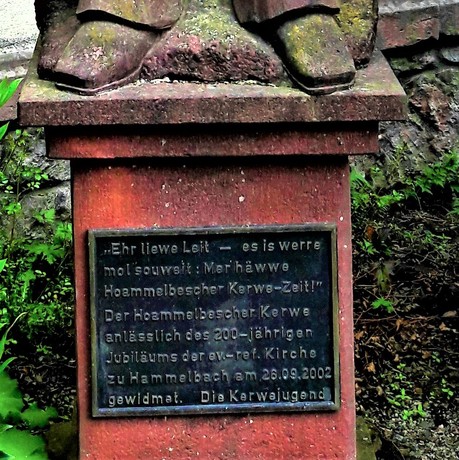 „Ehr liewe Leit – es is werre
mol souweit: Mer häwwe
Hoammelbescher Kerwe-Zeit!"
Der Hoammelbescher Kerwe
anlässlich des 200-jährigen
Jubiläums der ev.-ref. Kirche
zu Hammelbach am 26.09.2002
gewidmet. Die Kerwejugend